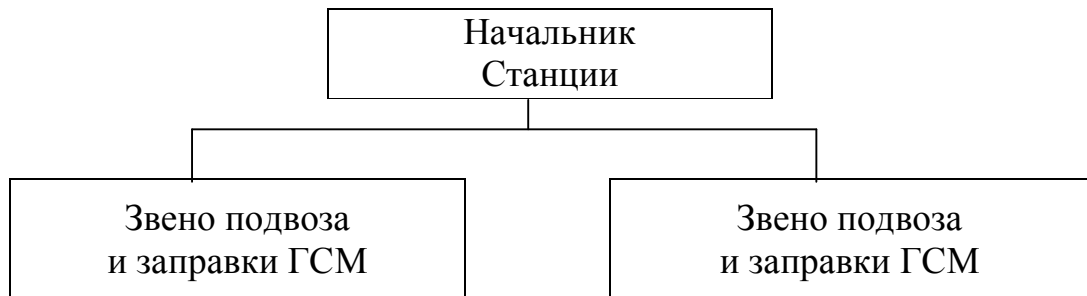 Начальник
Станции
Звено подвоза
и заправки ГСМ
Звено подвоза
и заправки ГСМ